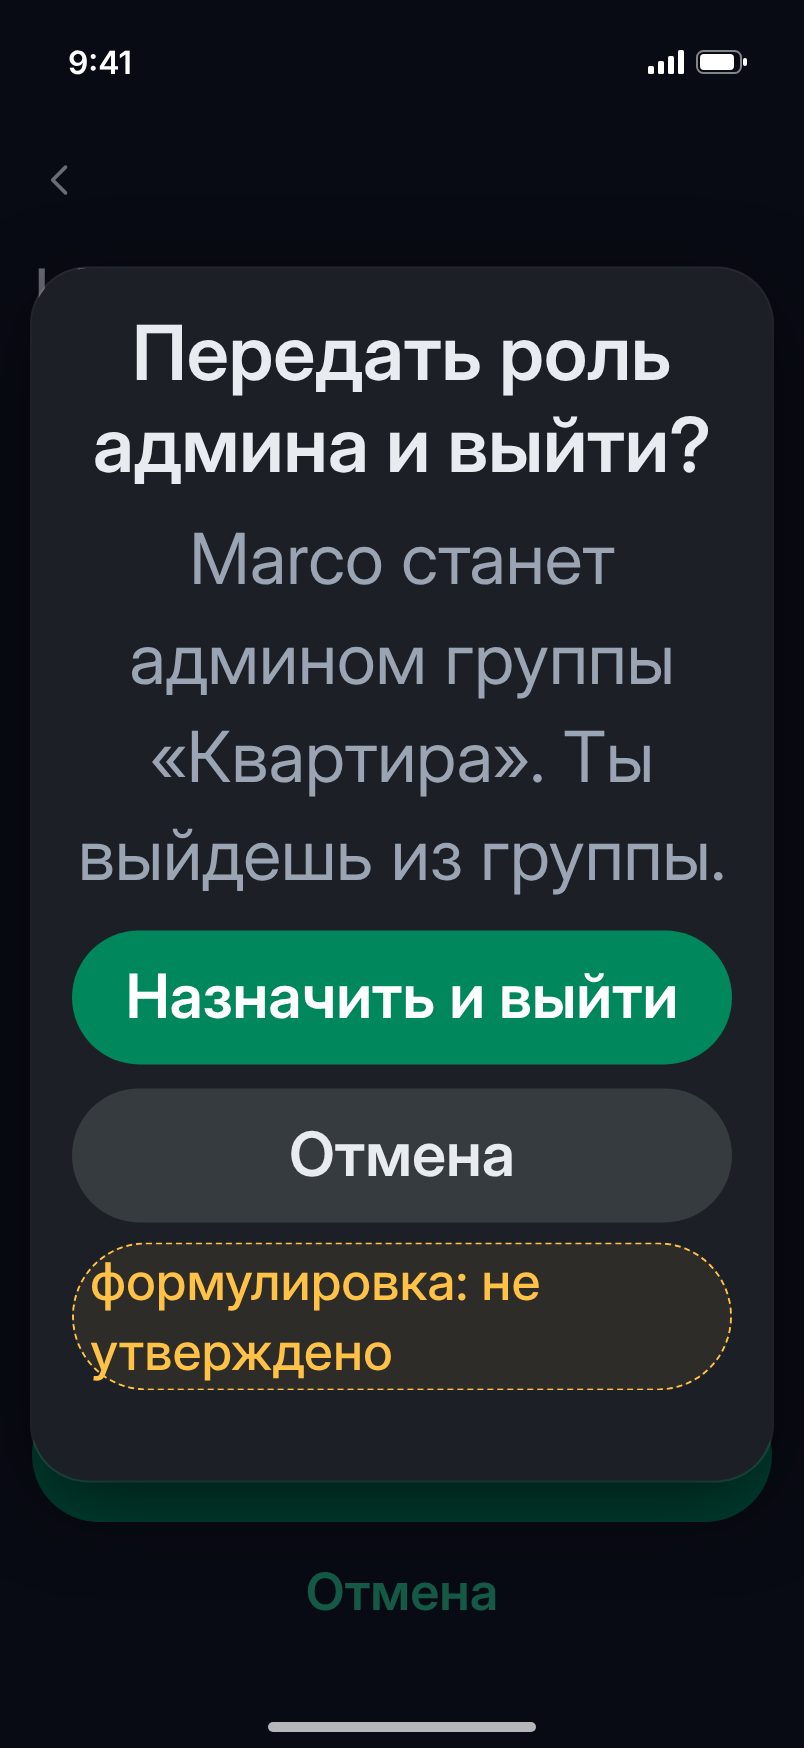 9:41
Передать роль
админа и выйти?
Marco станет
админом группы
«Квартира». Ты
выйдешь из группы.
Назначить и выйти
Отмена
формулировка: не
утверждено
Отмена